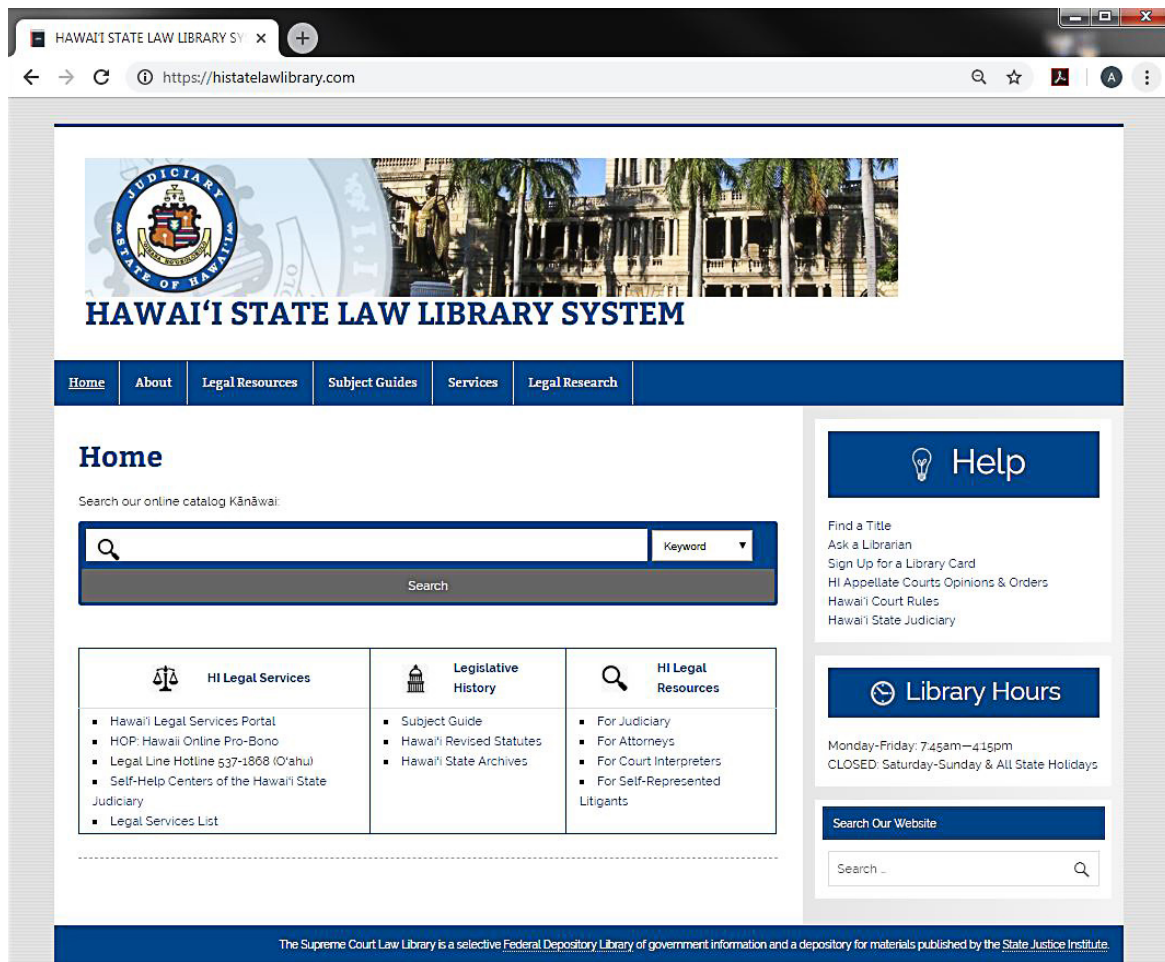 HAWAI'I STATE LAW LIBRARY SY
https://histatelawlibrary.com
A
JUDICIARY
STATE OF HAWAI'I
HAWAI‘I STATE LAW LIBRARY SYSTEM
Home
About
Legal Resources
Subject Guides
Services
Legal Research
Home
Search our online catalog Kānāwai:
Keyword
Search
HI Legal Services
Hawai'i Legal Services Portal
HOP: Hawaii Online Pro-Bono
Legal Line Hotline 537-1868 (O'ahu)
Self-Help Centers of the Hawai'i State
Judiciary
Legal Services List
Legislative
History
Subject Guide
Hawai'i Revised Statutes
Hawai'i State Archives
HI Legal
Resources
For Judiciary
For Attorneys
For Court Interpreters
For Self-Represented
Litigants
Help
Find a Title
Ask a Librarian
Sign Up for a Library Card
HI Appellate Courts Opinions & Orders
Hawai'i Court Rules
Hawai'i State Judiciary
Library Hours
Monday-Friday: 7:45am—4:15pm
CLOSED: Saturday-Sunday & All State Holidays
Search Our Website
Search …
The Supreme Court Law Library is a selective Federal Depository Library of government information and a depository for materials published by the State Justice Institute.